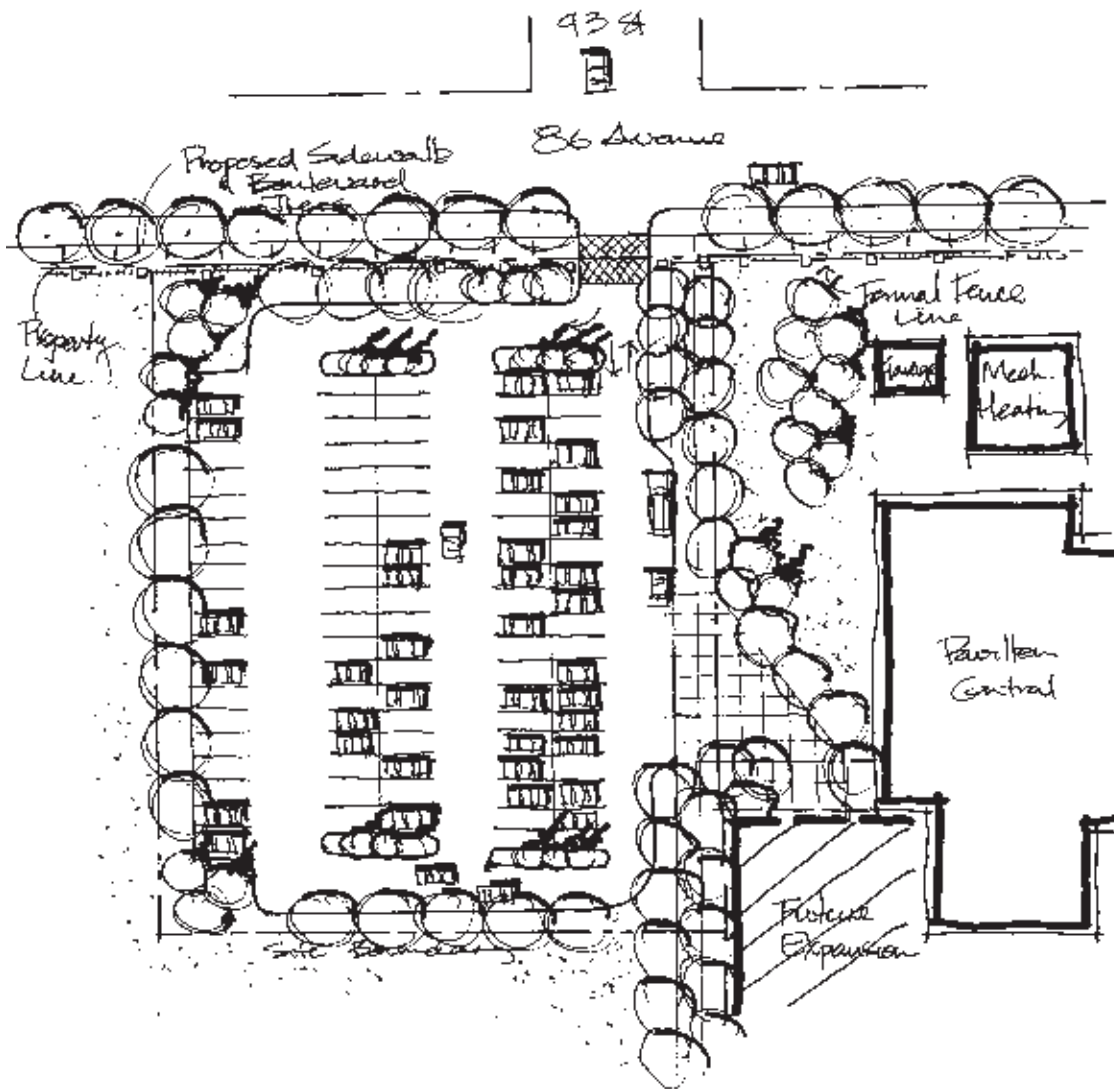 93 St
86 Avenue
Proposed Sidewalk
& Boulevard
Trees
Property
Line
Formal Fence
Line
Garage
Mech.
Heating
Pavilion
Central
Future
Expansion
Site Boundary